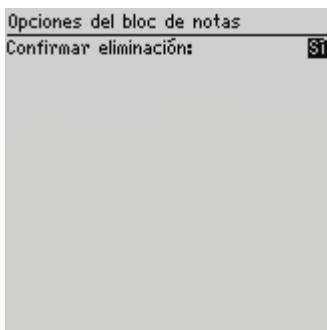 Opciones del bloc de notas
Confirmar eliminación: Sí